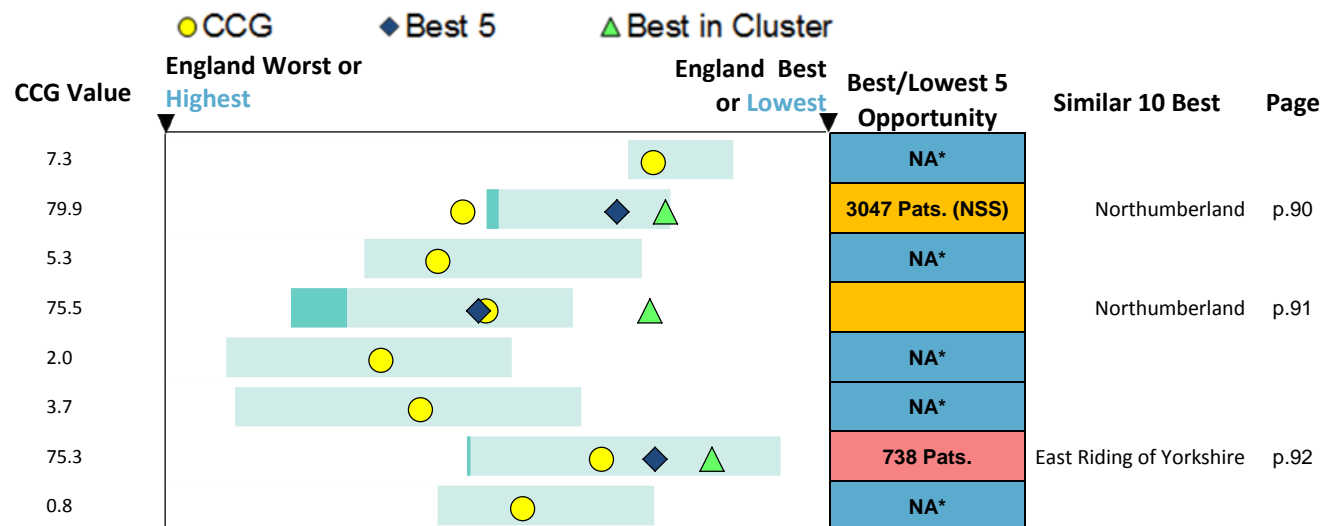 CCG Best 5 Best in Cluster
England Worst or England Best Best/Lowest 5
CCG Value Highest or Lowest Opportunity Similar 10 Best Page
7.3 NA*
79.9 3047 Pats. (NSS) Northumberland p.90
5.3 NA*
75.5 Northumberland p.91
2.0 NA*
3.7 NA*
75.3 738 Pats. East Riding of Yorkshire p.92
0.8 NA*